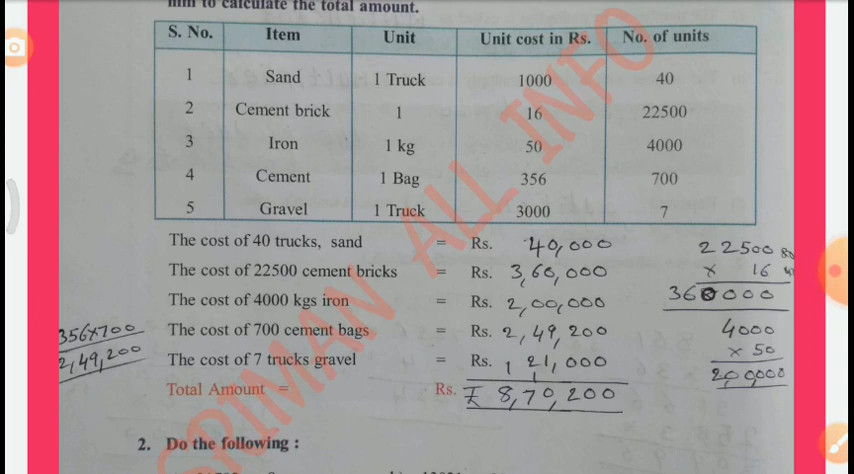 him to calculate the total amount.
S. No. Item Unit Unit cost in Rs. No. of units
1 Sand 1 Truck 1000 40
2 Cement brick 1 16 22500
3 Iron 1 kg 50 4000
4 Cement 1 Bag 356 700
5 Gravel 1 Truck 3000 7
The cost of 40 trucks, sand = Rs. 40,000
The cost of 22500 cement bricks = Rs. 3,60,000
The cost of 4000 kgs iron = Rs. 2,00,000
The cost of 700 cement bags = Rs. 2,49,200
The cost of 7 trucks gravel = Rs. 21,000
Total Amount = Rs. ₹ 8,70,200
22500
× 16
360000
4000
× 50
200000
356×700
2,49,200
2. Do the following :
SRIMAN ALL INFO